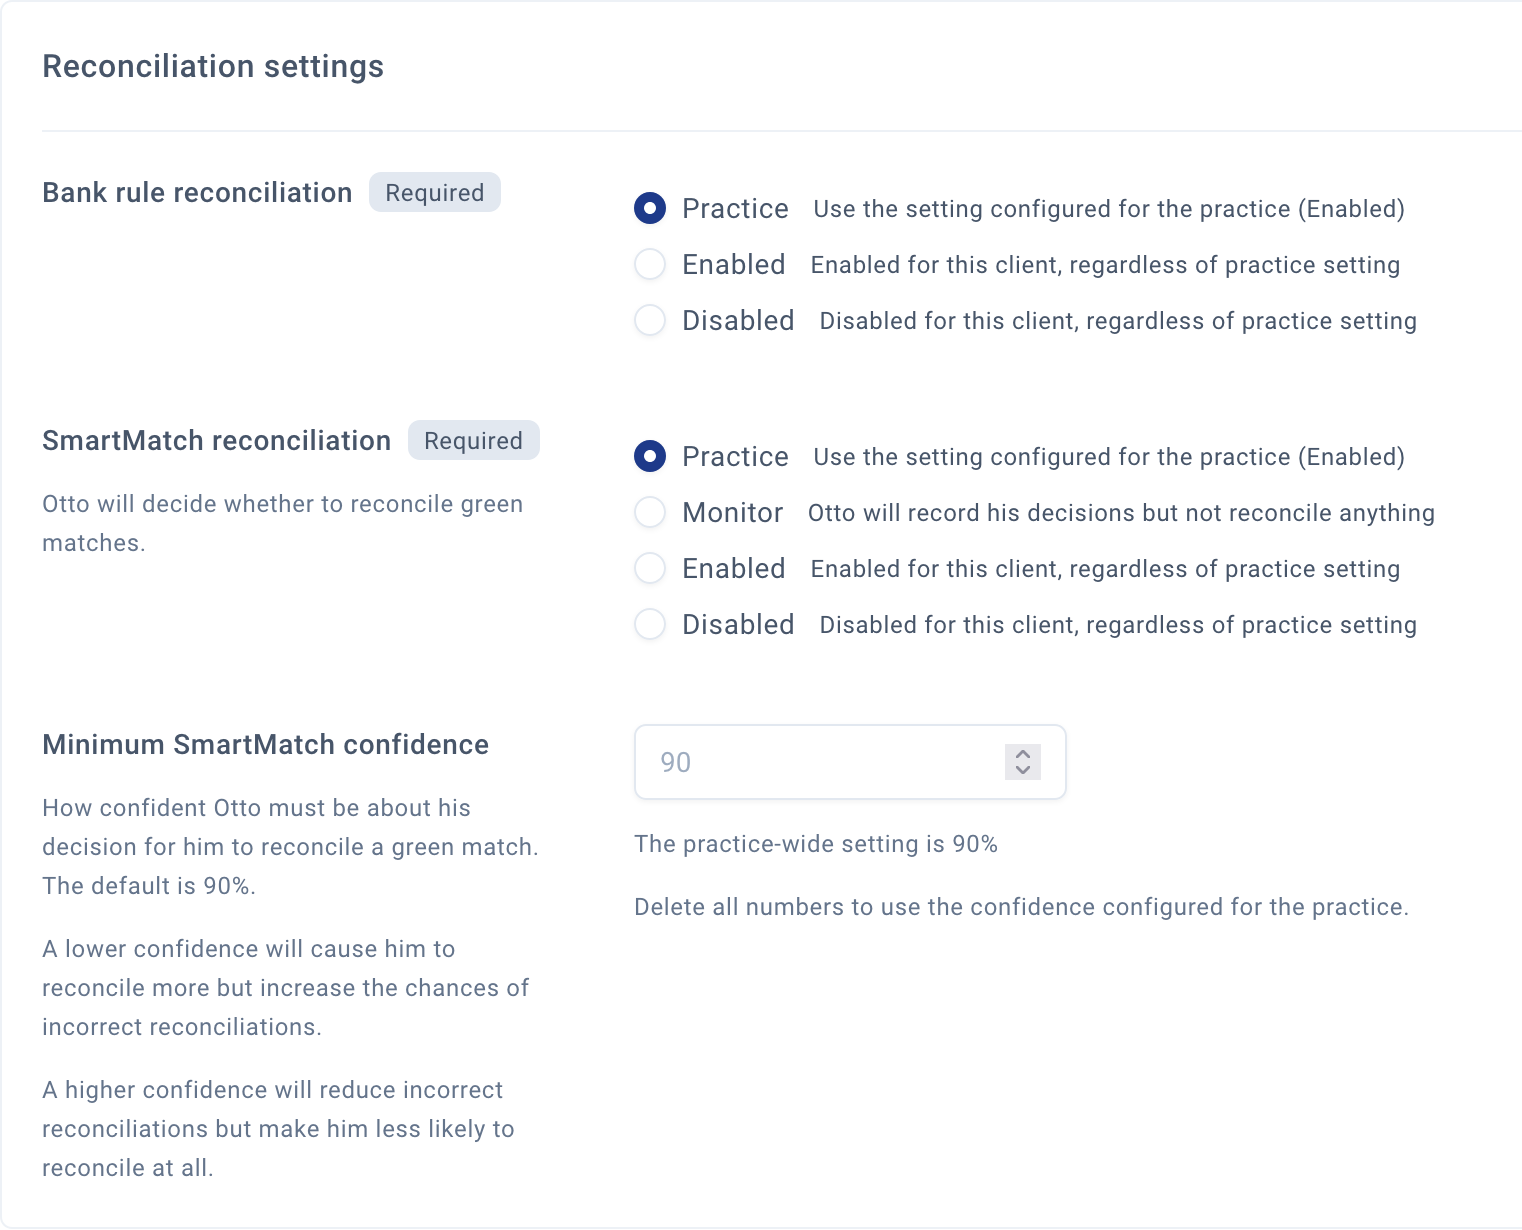 Reconciliation settings
Bank rule reconciliation Required
Practice Use the setting configured for the practice (Enabled)
Enabled Enabled for this client, regardless of practice setting
Disabled Disabled for this client, regardless of practice setting
SmartMatch reconciliation Required
Otto will decide whether to reconcile green
matches.
Practice Use the setting configured for the practice (Enabled)
Monitor Otto will record his decisions but not reconcile anything
Enabled Enabled for this client, regardless of practice setting
Disabled Disabled for this client, regardless of practice setting
Minimum SmartMatch confidence
How confident Otto must be about his
decision for him to reconcile a green match.
The default is 90%.
A lower confidence will cause him to
reconcile more but increase the chances of
incorrect reconciliations.
A higher confidence will reduce incorrect
reconciliations but make him less likely to
reconcile at all.
90
The practice-wide setting is 90%
Delete all numbers to use the confidence configured for the practice.